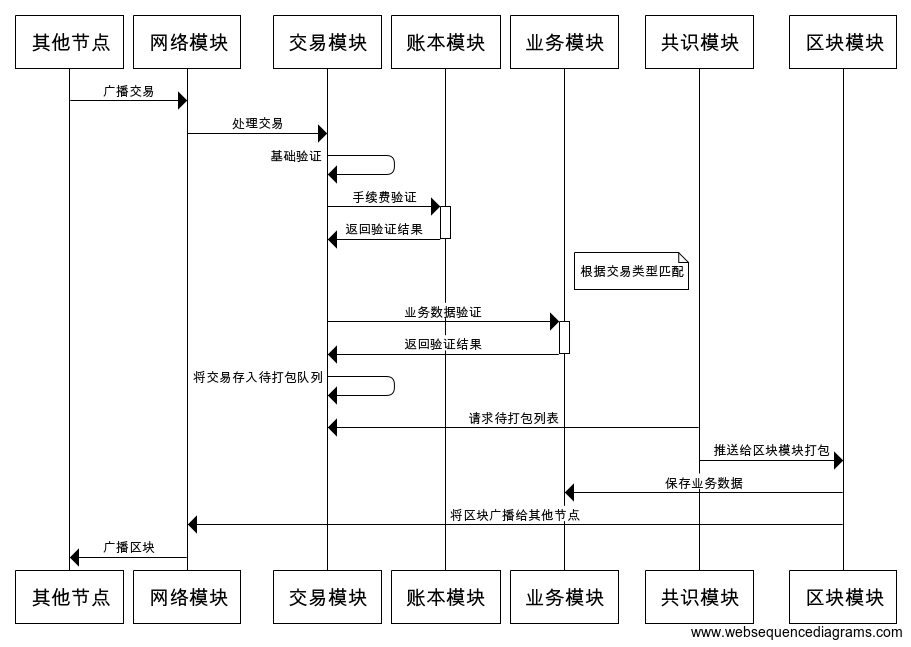 其他节点
网络模块
交易模块
账本模块
业务模块
共识模块
区块模块
广播交易
处理交易
基础验证
手续费验证
返回验证结果
根据交易类型匹配
业务数据验证
返回验证结果
将交易存入待打包队列
请求待打包列表
推送给区块模块打包
保存业务数据
将区块广播给其他节点
广播区块
其他节点
网络模块
交易模块
账本模块
业务模块
共识模块
区块模块
www.websequencediagrams.com